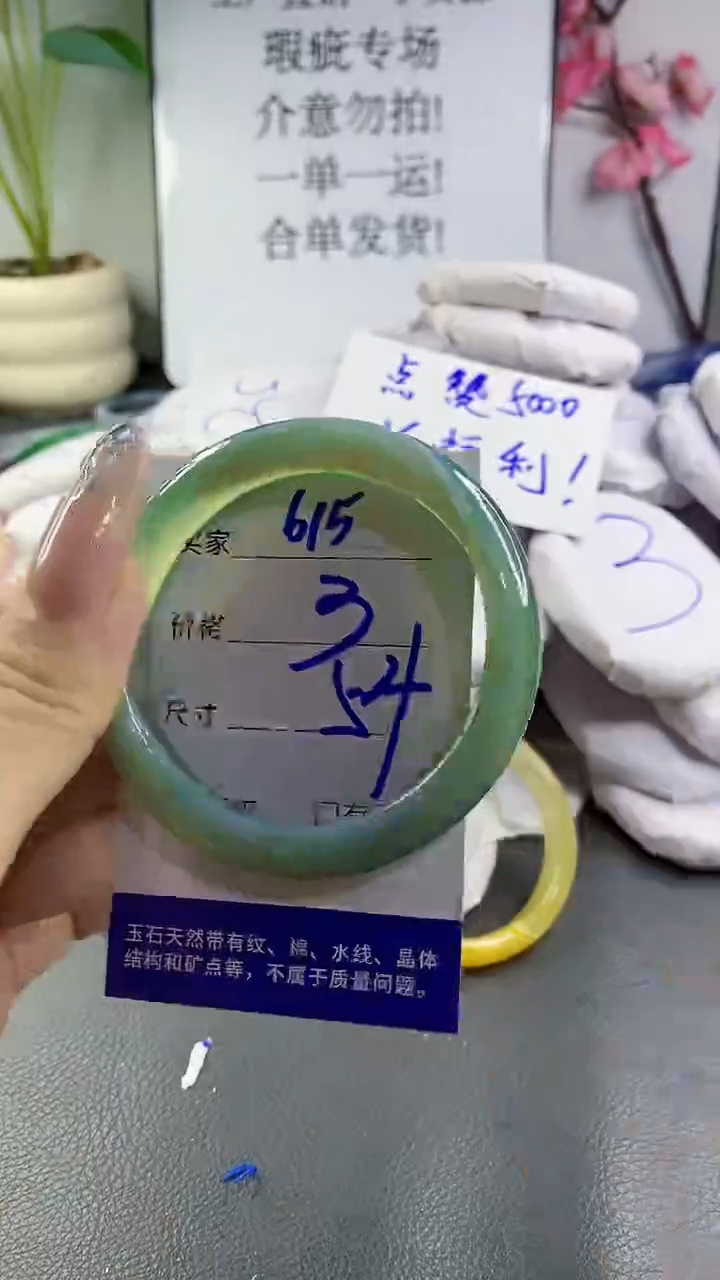 瑕疵专场
介意勿拍!
一单一运!
合单发货!
点赞5000
利!
3
买家 615
价格 3
尺寸 54
玉石天然带有纹、棉、水线、晶体
结构和矿点等，不属于质量问题。